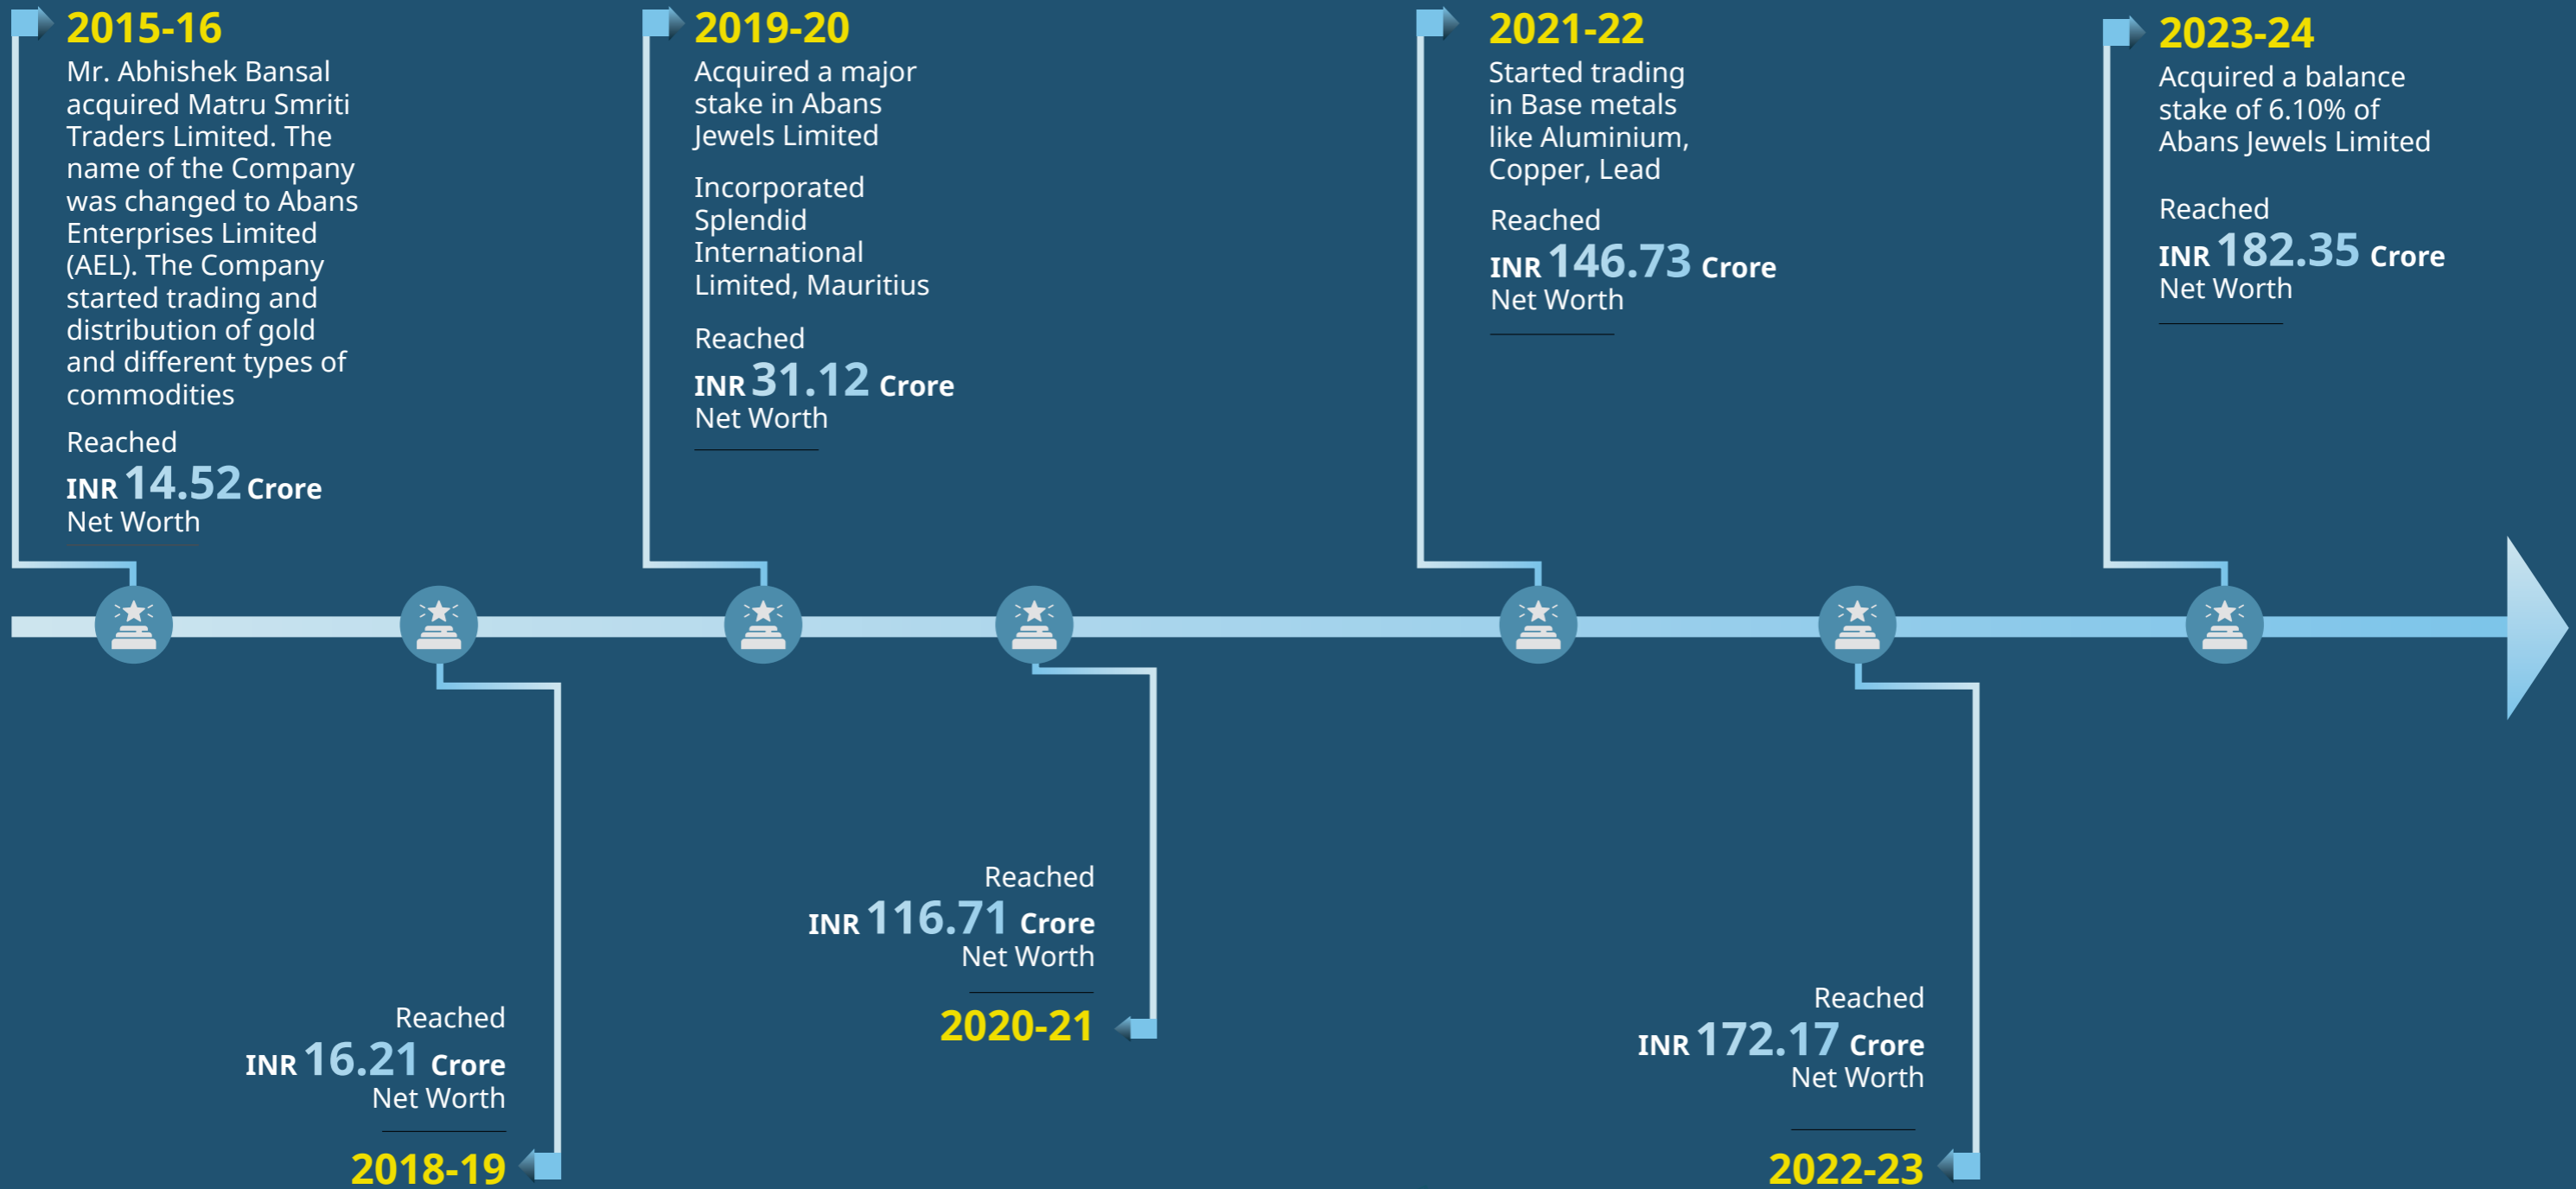 2015-16
Mr. Abhishek Bansal
acquired Matru Smriti
Traders Limited. The
name of the Company
was changed to Abans
Enterprises Limited
(AEL). The Company
started trading and
distribution of gold
and different types of
commodities
Reached
INR 14.52 Crore
Net Worth
Reached
INR 16.21 Crore
Net Worth
2018-19
2019-20
Acquired a major
stake in Abans
Jewels Limited
Incorporated
Splendid
International
Limited, Mauritius
Reached
INR 31.12 Crore
Net Worth
Reached
INR 116.71 Crore
Net Worth
2020-21
2021-22
Started trading
in Base metals
like Aluminium,
Copper, Lead
Reached
INR 146.73 Crore
Net Worth
Reached
INR 172.17 Crore
Net Worth
2022-23
2023-24
Acquired a balance
stake of 6.10% of
Abans Jewels Limited
Reached
INR 182.35 Crore
Net Worth